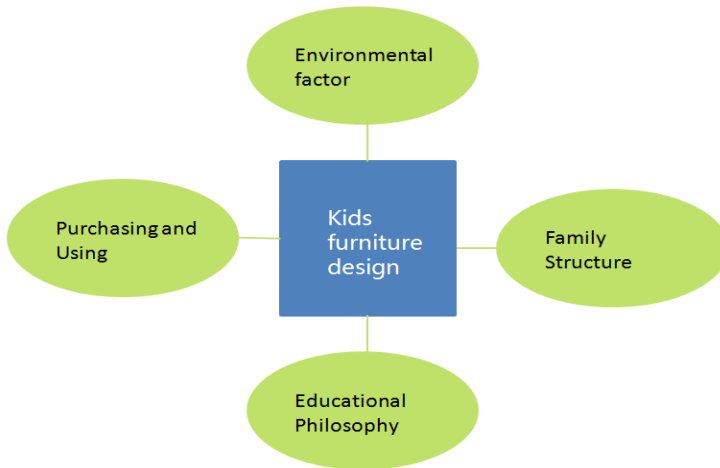 Environmental
factor
Purchasing and
Using
Kids
furniture
design
Family
Structure
Educational
Philosophy